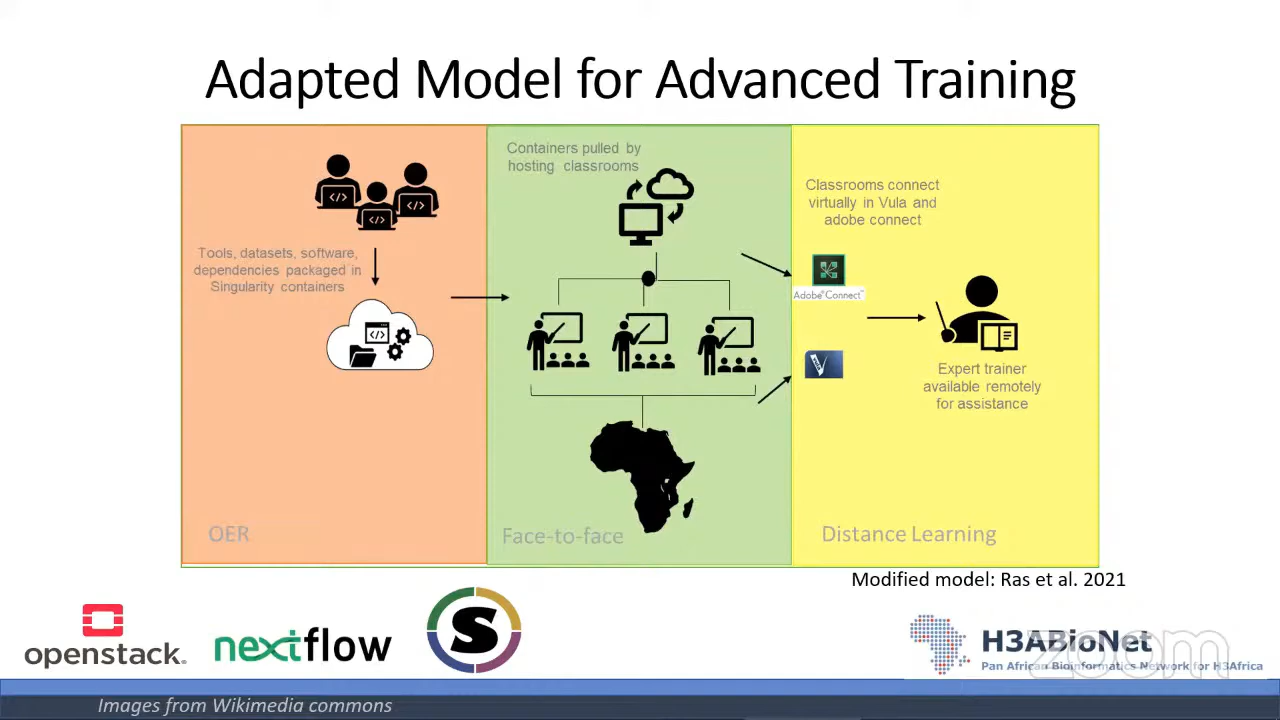 Adapted Model for Advanced Training
Tools, datasets, software,
dependencies packaged in
Singularity containers
OER
Containers pulled by
hosting classrooms
Face-to-face
Classrooms connect
virtually in Vula and
adobe connect
Adobe® Connect™
V
Expert trainer
available remotely
for assistance
Distance Learning
Modified model: Ras et al. 2021
openstack.
nextflow
S
H3ABioNet
Pan African Bioinformatics Network for H3Africa
zoom
Images from Wikimedia commons